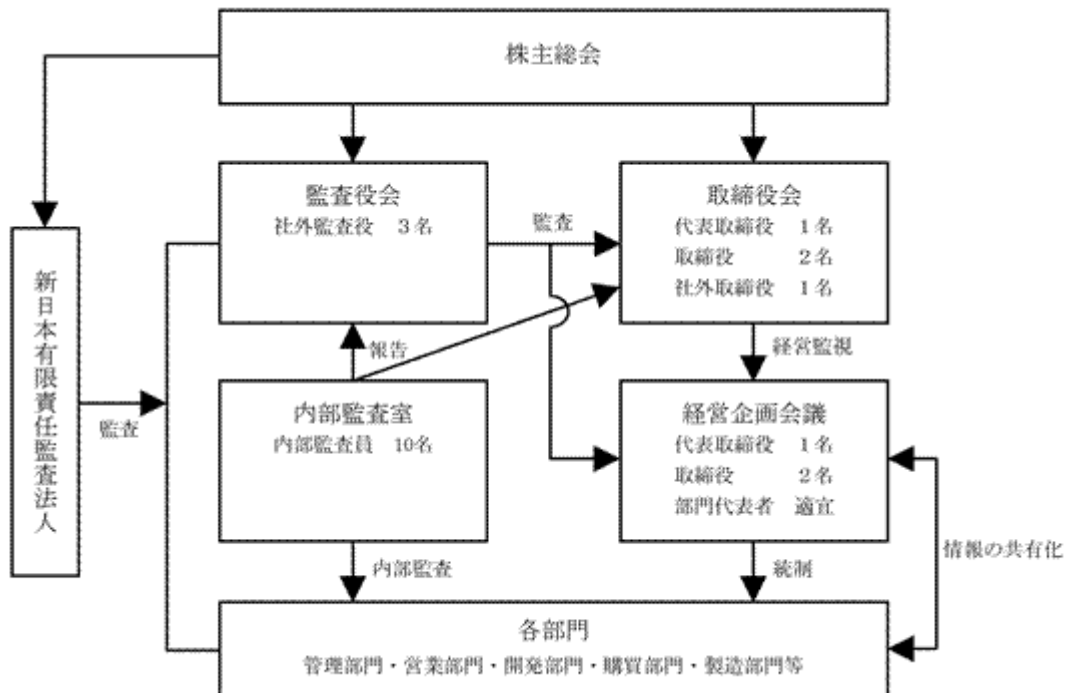 株主総会
監査役会
社外監査役 3名
監査
取締役会
代表取締役 1名
取締役 2名
社外取締役 1名
新日本有限責任監査法人
監査
報告
経営監視
内部監査室
内部監査員 10名
経営企画会議
代表取締役 1名
取締役 2名
部門代表者 適宜
情報の共有化
内部監査
統制
各部門
管理部門・営業部門・開発部門・購買部門・製造部門等